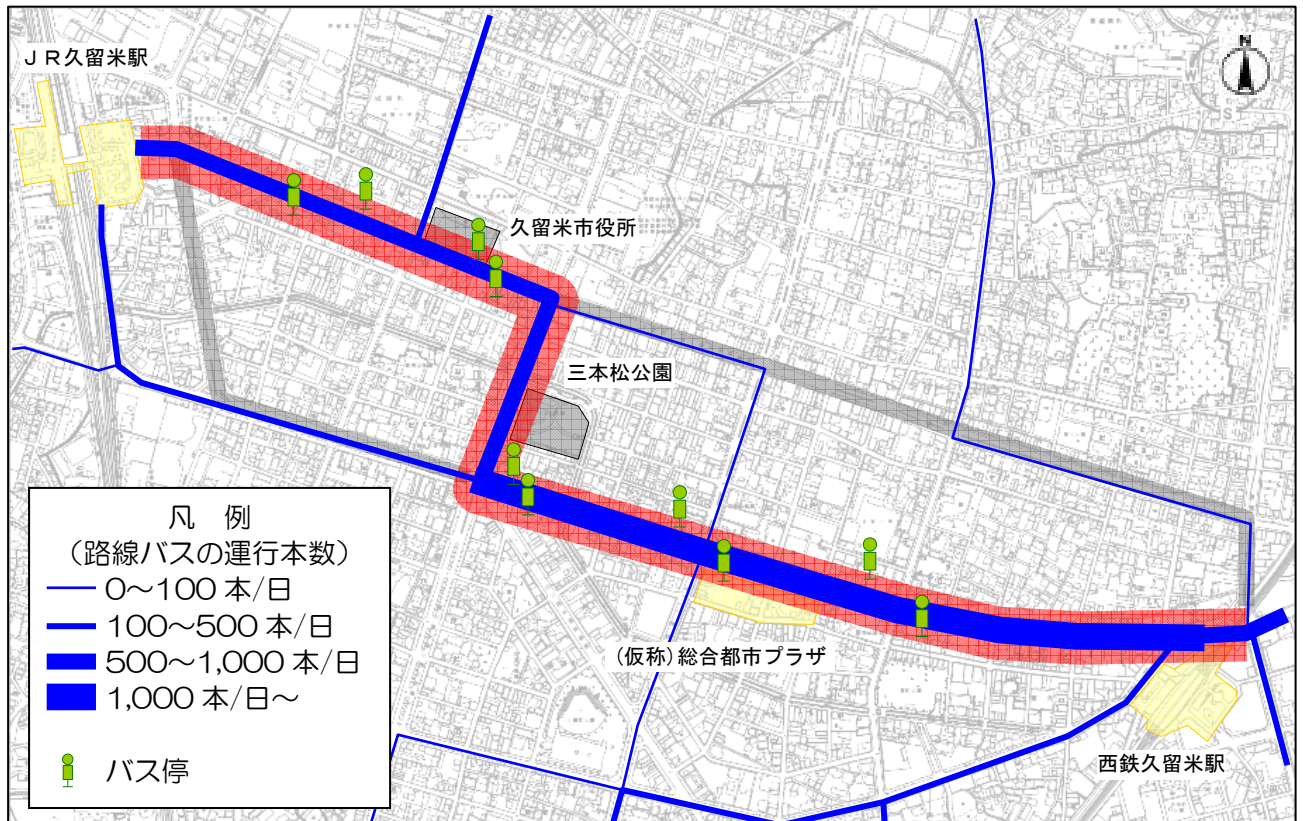 ＪＲ久留米駅
N
W
S
久留米市役所
三本松公園
(仮称)総合都市プラザ
西鉄久留米駅
凡　例
（路線バスの運行本数）
0～100 本/日
100～500 本/日
500～1,000 本/日
1,000 本/日～
バス停